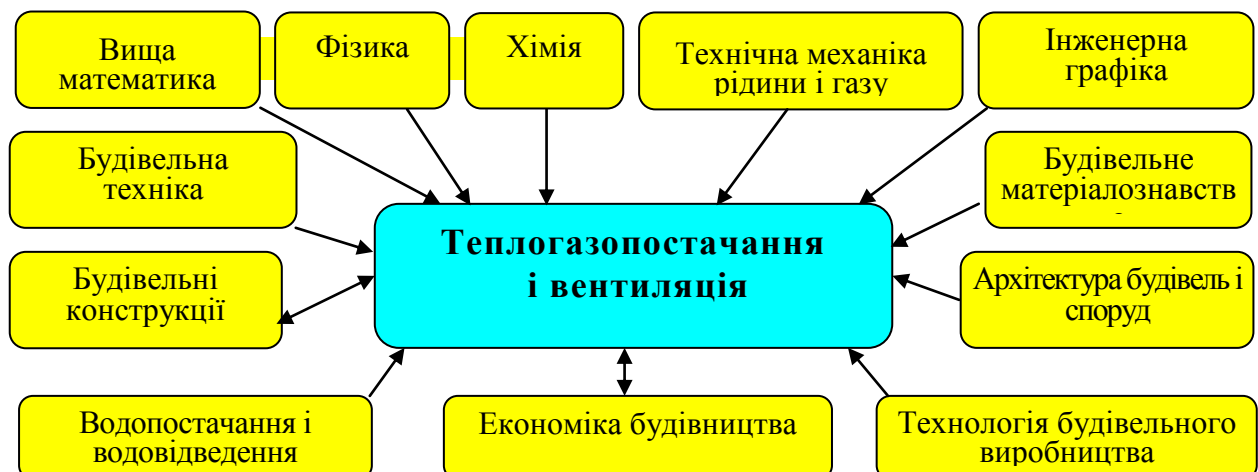 Вища
математика
Фізика
Хімія
Технічна механіка
рідини і газу
Інженерна
графіка
Будівельна
техніка
Будівельне
матеріалознавств
Теплогазопостачання
і вентиляція
Будівельні
конструкції
Архітектура будівель і
споруд
Водопостачання і
водовідведення
Економіка будівництва
Технологія будівельного
виробництва